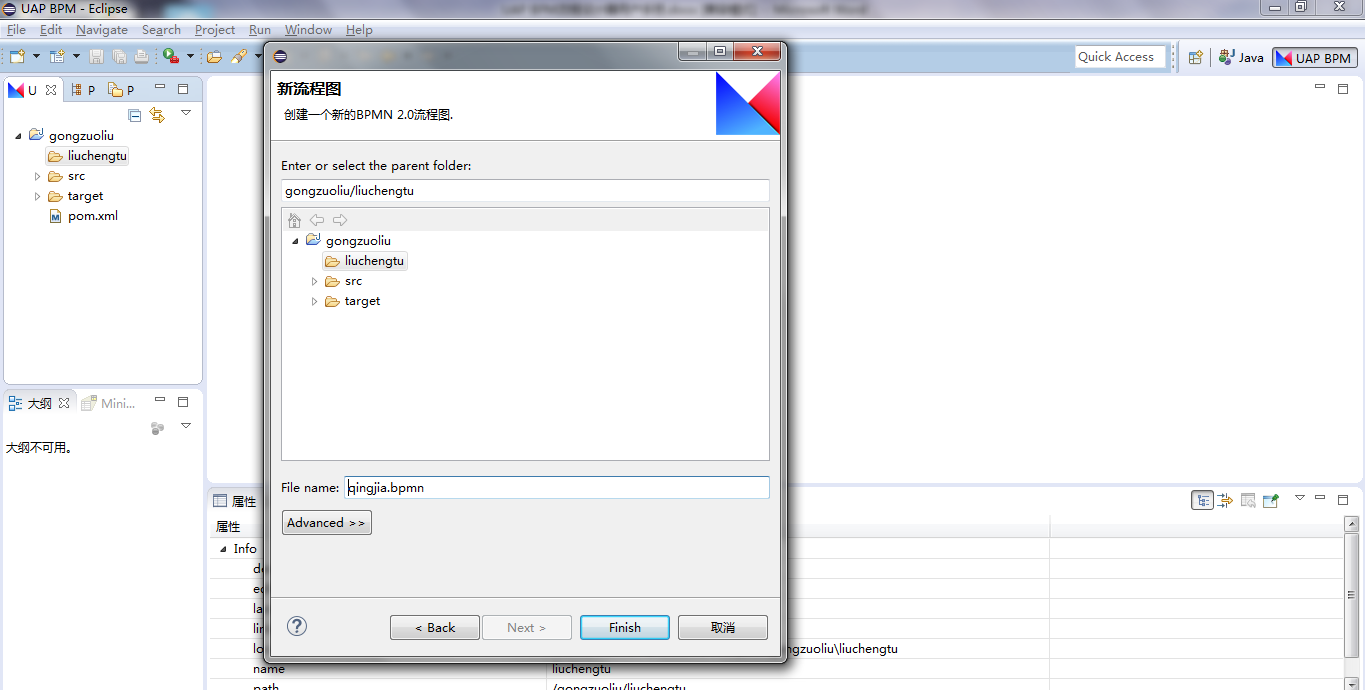 UAP BPM - Eclipse
File Edit Navigate Search Project Run Window Help
Quick Access
Java
UAP BPM
U
P
P
gongzuoliu
liuchengtu
src
target
pom.xml
大纲
Mini...
大纲不可用。
新流程图
创建一个新的BPMN 2.0流程图.
Enter or select the parent folder:
gongzuoliu/liuchengtu
gongzuoliu
liuchengtu
src
target
File name: qingjia.bpmn
Advanced >>
< Back
Next >
Finish
取消
属性
属性
Info
name
liuchengtu
path
/gongzuoliu/liuchengtu